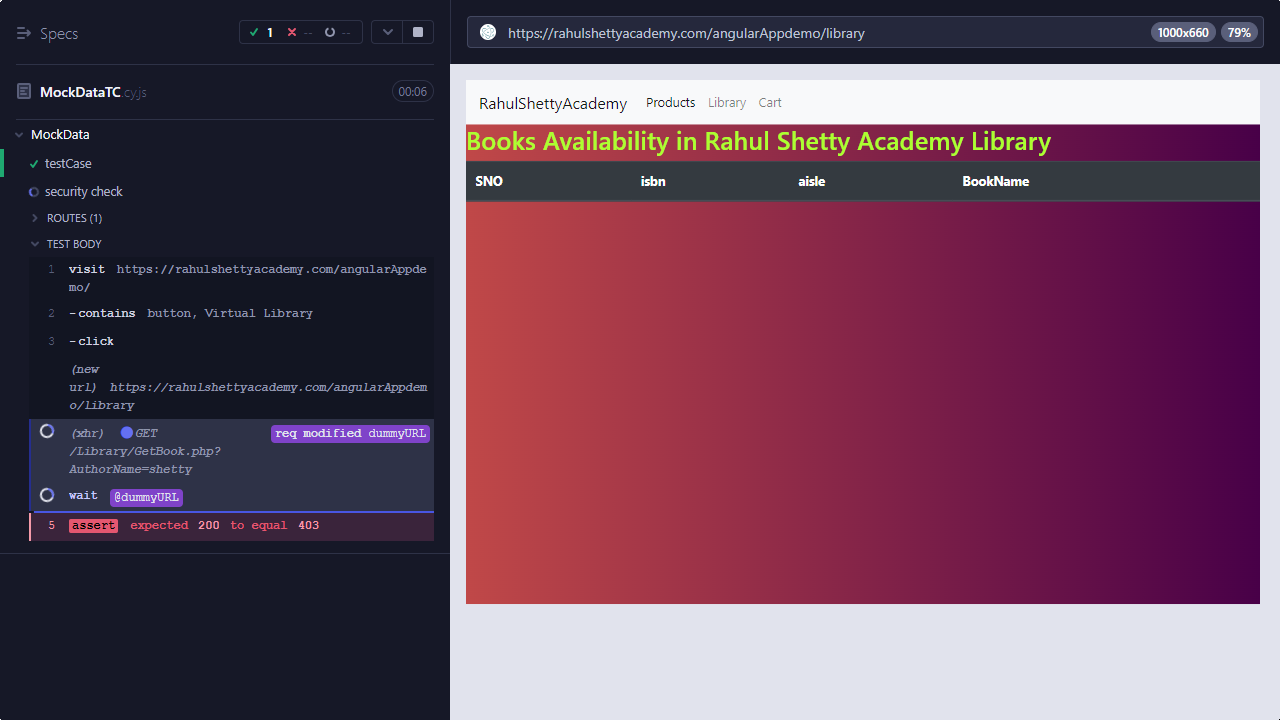 Specs
1
--
--
MockDataTC.cy.js
00:06
MockData
testCase
security check
ROUTES (1)
TEST BODY
1 visit https://rahulshettyacademy.com/angularAppde
mo/
2 -contains button, Virtual Library
3 -click
(new
url) https://rahulshettyacademy.com/angularAppdem
o/library
(xhr) GET req modified dummyURL
/Library/GetBook.php?
AuthorName=shetty
wait @dummyURL
5 assert expected 200 to equal 403
https://rahulshettyacademy.com/angularAppdemo/library
1000x660
79%
RahulShettyAcademy Products Library Cart
Books Availability in Rahul Shetty Academy Library
SNO isbn aisle BookName